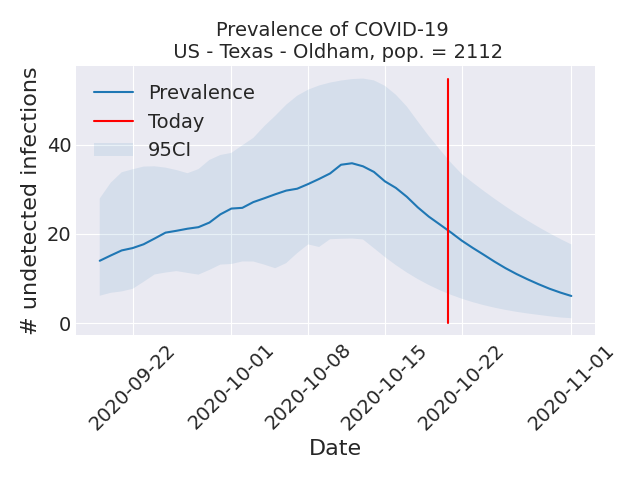 Prevalence of COVID-19
US - Texas - Oldham, pop. = 2112
# undetected infections
Prevalence
Today
95CI
40
20
0
2020-09-22
2020-10-01
2020-10-08
2020-10-15
2020-10-22
2020-11-01
Date